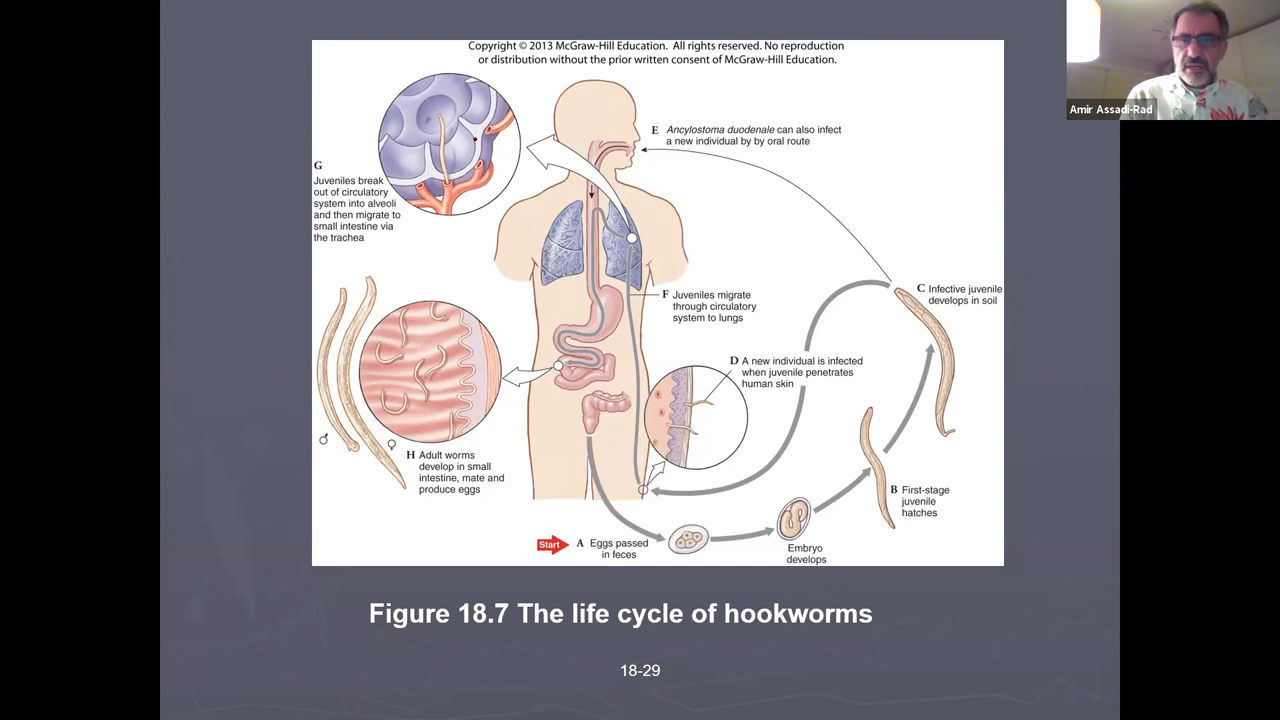 Copyright © 2013 McGraw-Hill Education. All rights reserved. No reproduction
or distribution without the prior written consent of McGraw-Hill Education.
Amir Assadi-Rad
E Ancylostoma duodenale can also infect
a new individual by by oral route
G
Juveniles break
out of circulatory
system into alveoli
and then migrate to
small intestine via
the trachea
C Infective juvenile
develops in soil
F Juveniles migrate
through circulatory
system to lungs
D A new individual is infected
when juvenile penetrates
human skin
♂
♀
H Adult worms
develop in small
intestine, mate and
produce eggs
B First-stage
juvenile
hatches
Start
A Eggs passed
in feces
Embryo
develops
Figure 18.7 The life cycle of hookworms
18-29